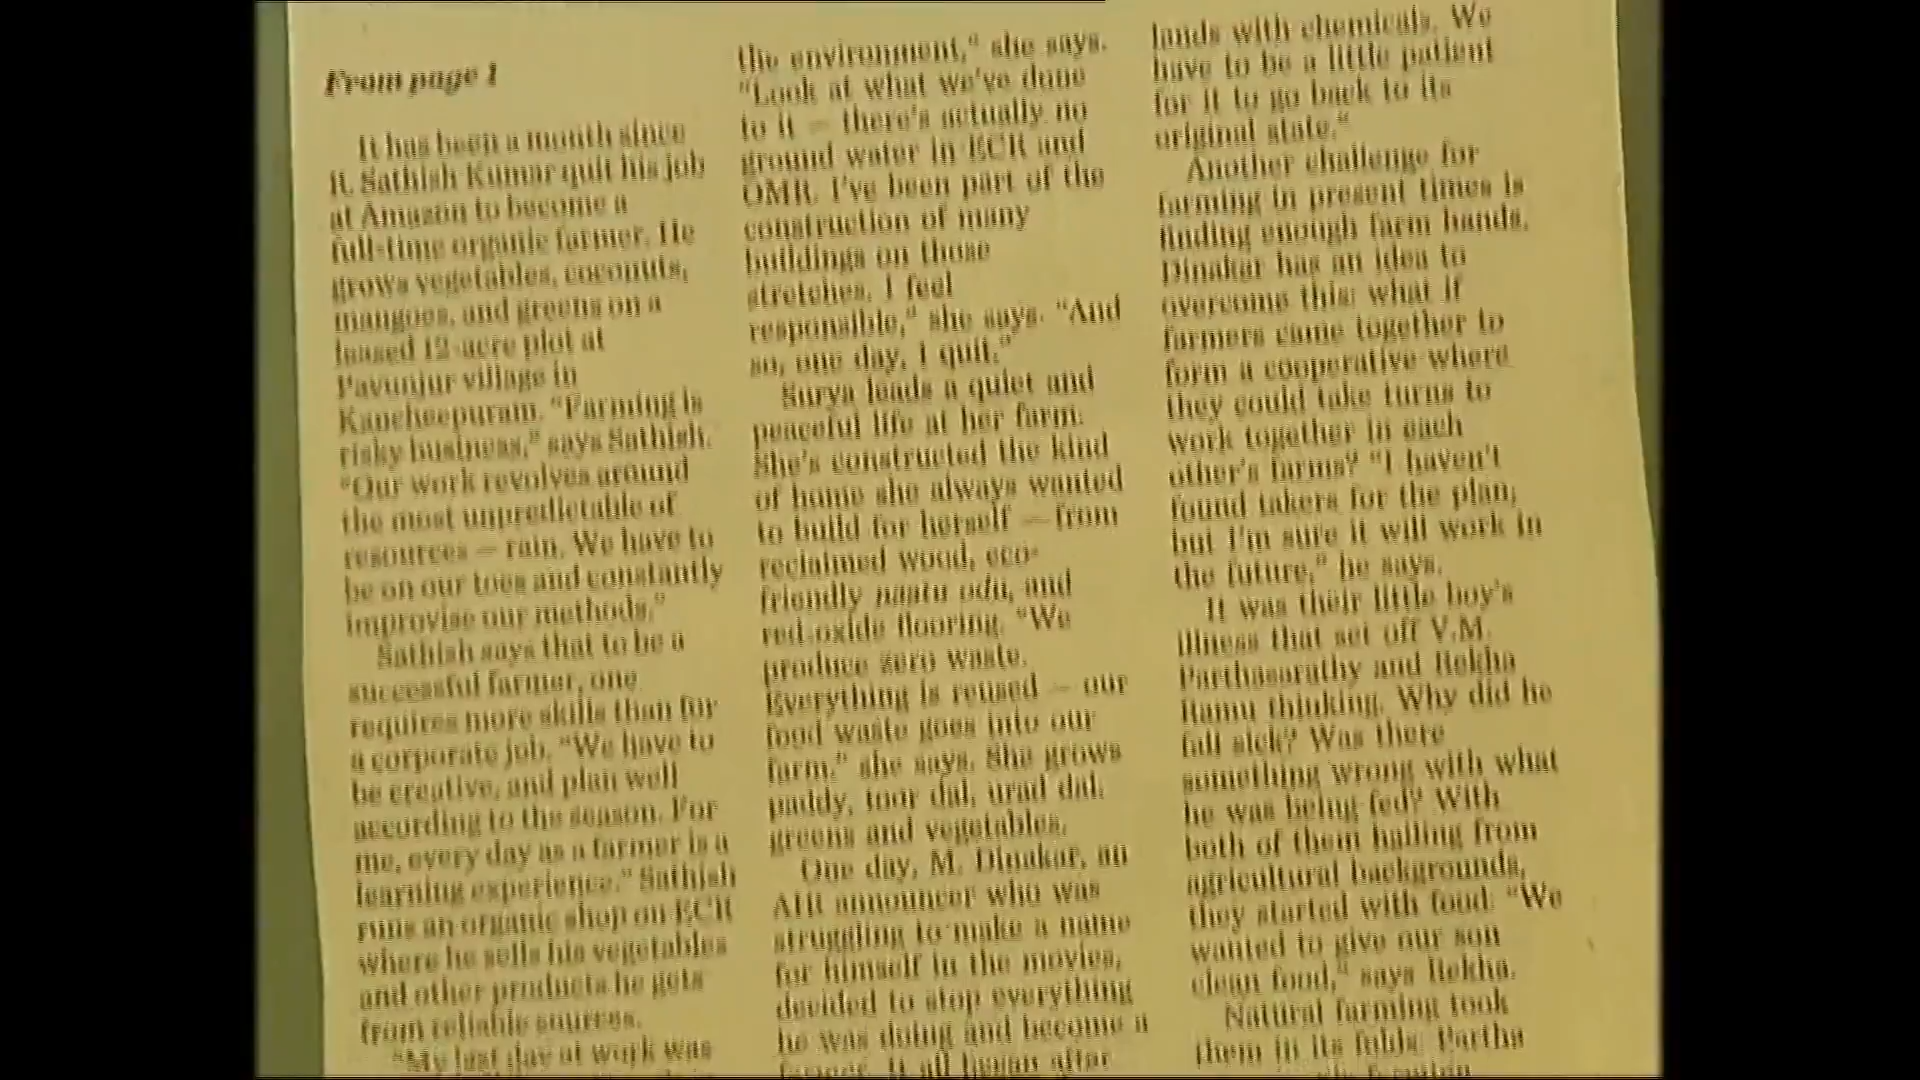 From page 1
It has been a month since
R. Sathish Kumar quit his job
at Amazon to become a
full-time organic farmer. He
grows vegetables, coconuts,
mangoes, and greens on a
leased 12-acre plot at
Pavunjur village in
Kancheepuram. “Farming is
risky business,” says Sathish.
“Our work revolves around
the most unpredictable of
resources — rain. We have to
be on our toes and constantly
improvise our methods.”
Sathish says that to be a
successful farmer, one
requires more skills than for
a corporate job. “We have to
be creative, and plan well
according to the season. For
me, every day as a farmer is a
learning experience.” Sathish
runs an organic shop on ECR
where he sells his vegetables
and other products he gets
from reliable sources.
“My last day at work was
the environment,” she says.
“Look at what we've done
to it — there's actually no
ground water in ECR and
OMR. I've been part of the
construction of many
buildings on those
stretches. I feel
responsible,” she says. “And
so, one day, I quit.”
Surya leads a quiet and
peaceful life at her farm.
She's constructed the kind
of home she always wanted
to build for herself — from
reclaimed wood, eco-
friendly naatu odu, and
red-oxide flooring. “We
produce zero waste.
Everything is reused — our
food waste goes into our
farm,” she says. She grows
paddy, toor dal, urad dal,
greens and vegetables.
One day, M. Dinakar, an
AIR announcer who was
struggling to make a name
for himself in the movies,
decided to stop everything
he was doing and become a
farmer. It all began after
lands with chemicals. We
have to be a little patient
for it to go back to its
original state.”
Another challenge for
farming in present times is
finding enough farm hands.
Dinakar has an idea to
overcome this: what if
farmers came together to
form a cooperative where
they could take turns to
work together in each
other's farms? “I haven't
found takers for the plan,
but I'm sure it will work in
the future,” he says.
It was their little boy's
illness that set off V.M.
Parthasarathy and Rekha
Ramu thinking. Why did he
fall sick? Was there
something wrong with what
he was being fed? With
both of them hailing from
agricultural backgrounds,
they started with food. “We
wanted to give our son
clean food,” says Rekha.
Natural farming took
them in its folds. Partha